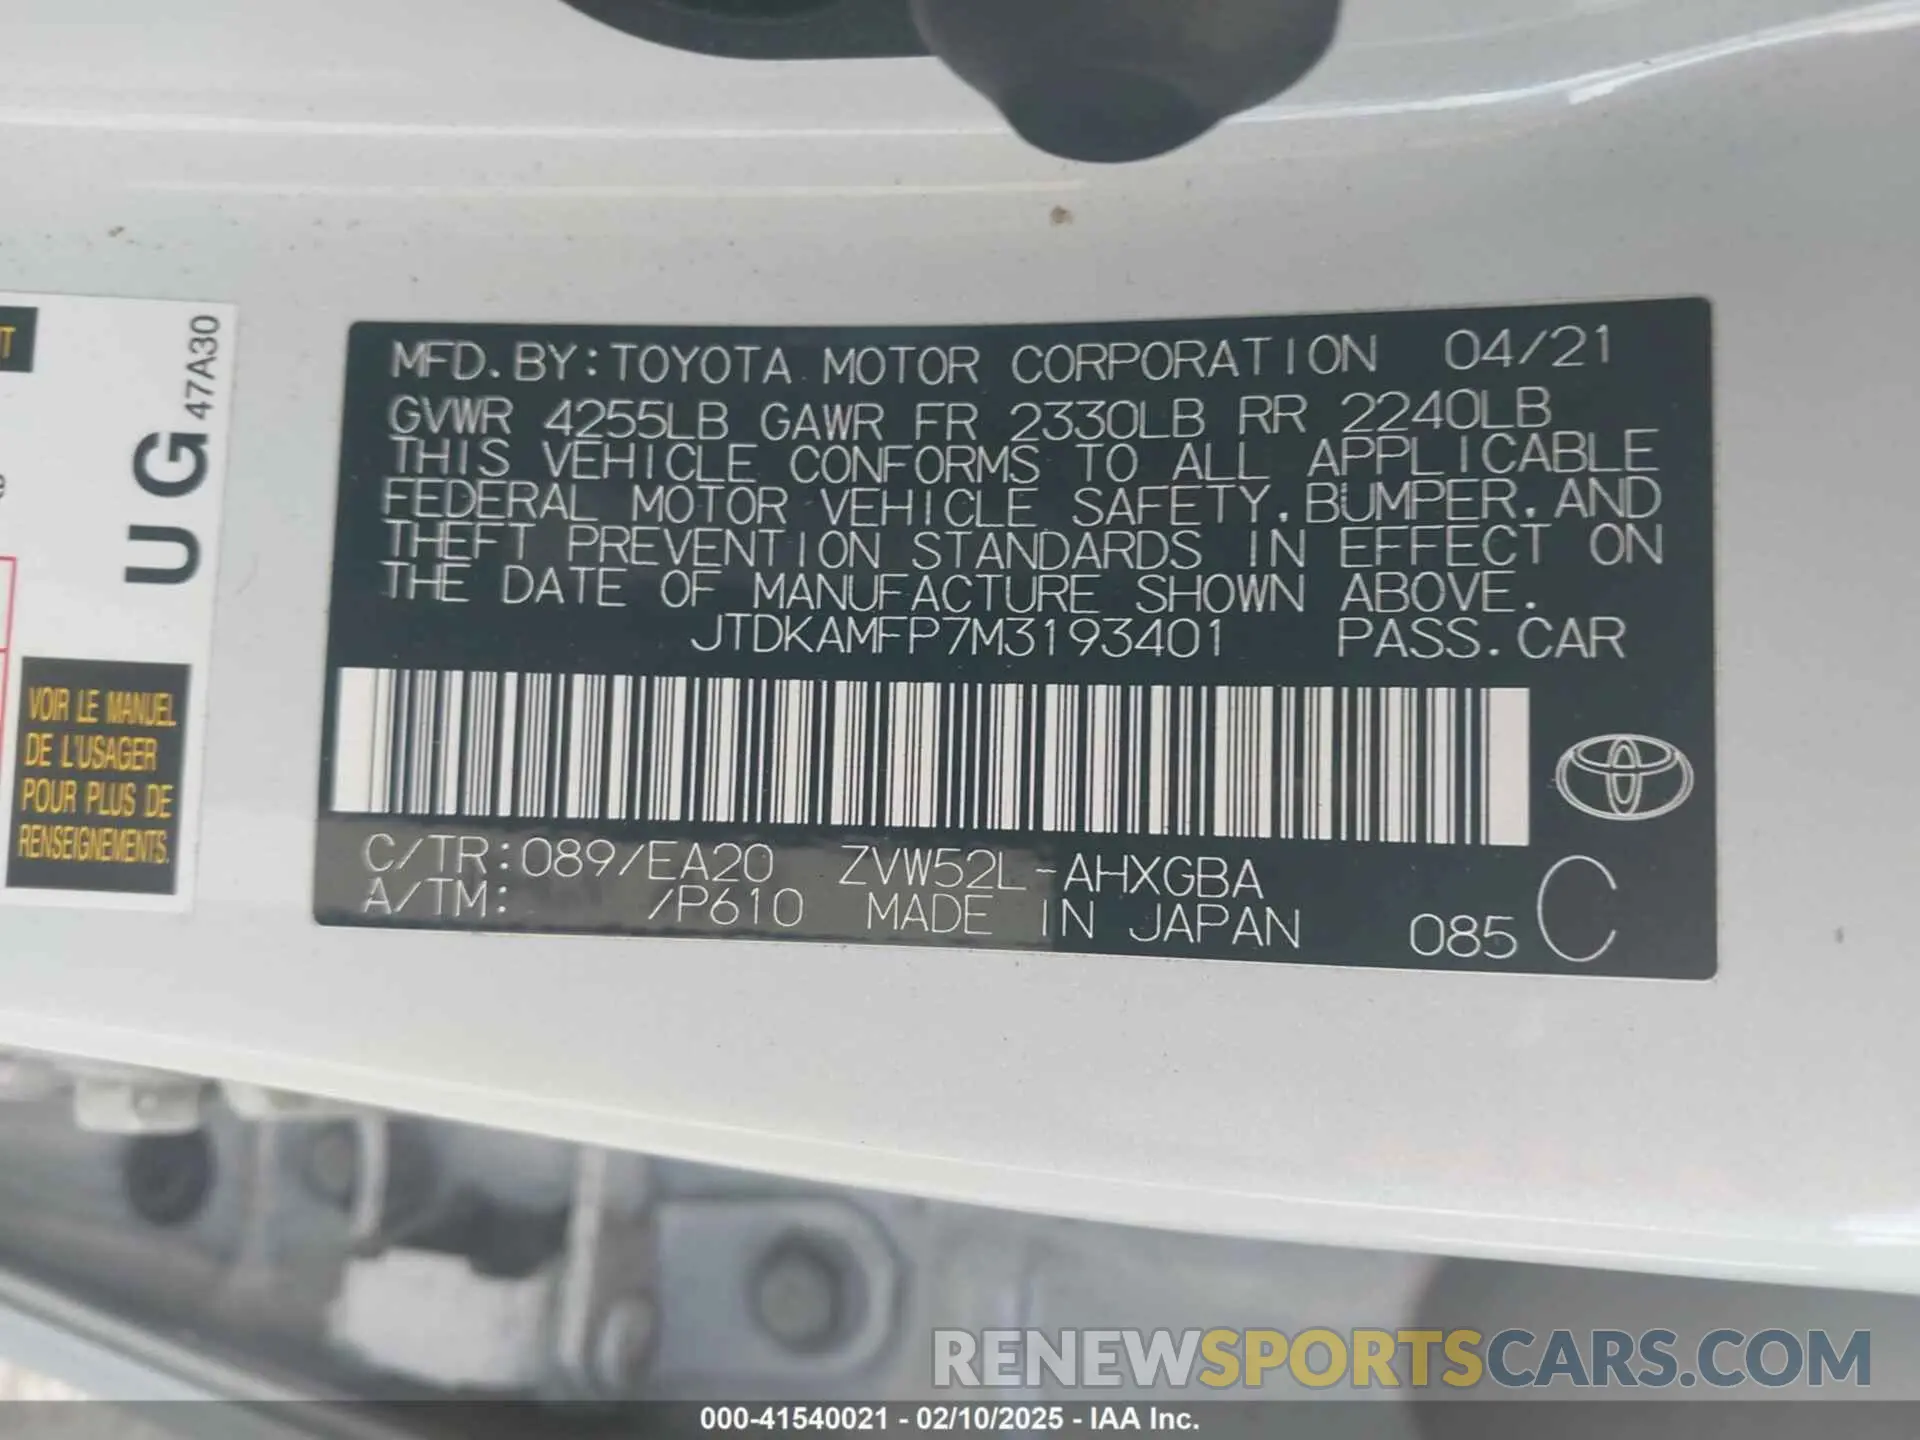 MFD. BY: TOYOTA MOTOR CORPORATION 04/21
GVWR 4255LB GAWR FR 2330LB RR 2240LB
THIS VEHICLE CONFORMS TO ALL APPLICABLE
FEDERAL MOTOR VEHICLE SAFETY, BUMPER, AND
THEFT PREVENTION STANDARDS IN EFFECT ON
THE DATE OF MANUFACTURE SHOWN ABOVE.
JTDKAMFP7M3193401 PASS. CAR
C/TR: 089/EA20 ZVW52L-AHXGBA
A/TM: /P610 MADE IN JAPAN 085 C
UG 47A30
VOIR LE MANUEL
DE L'USAGER
POUR PLUS DE
RENSEIGNEMENTS.
RENEWSPORTSCARS.COM
000-41540021 - 02/10/2025 - IAA Inc.